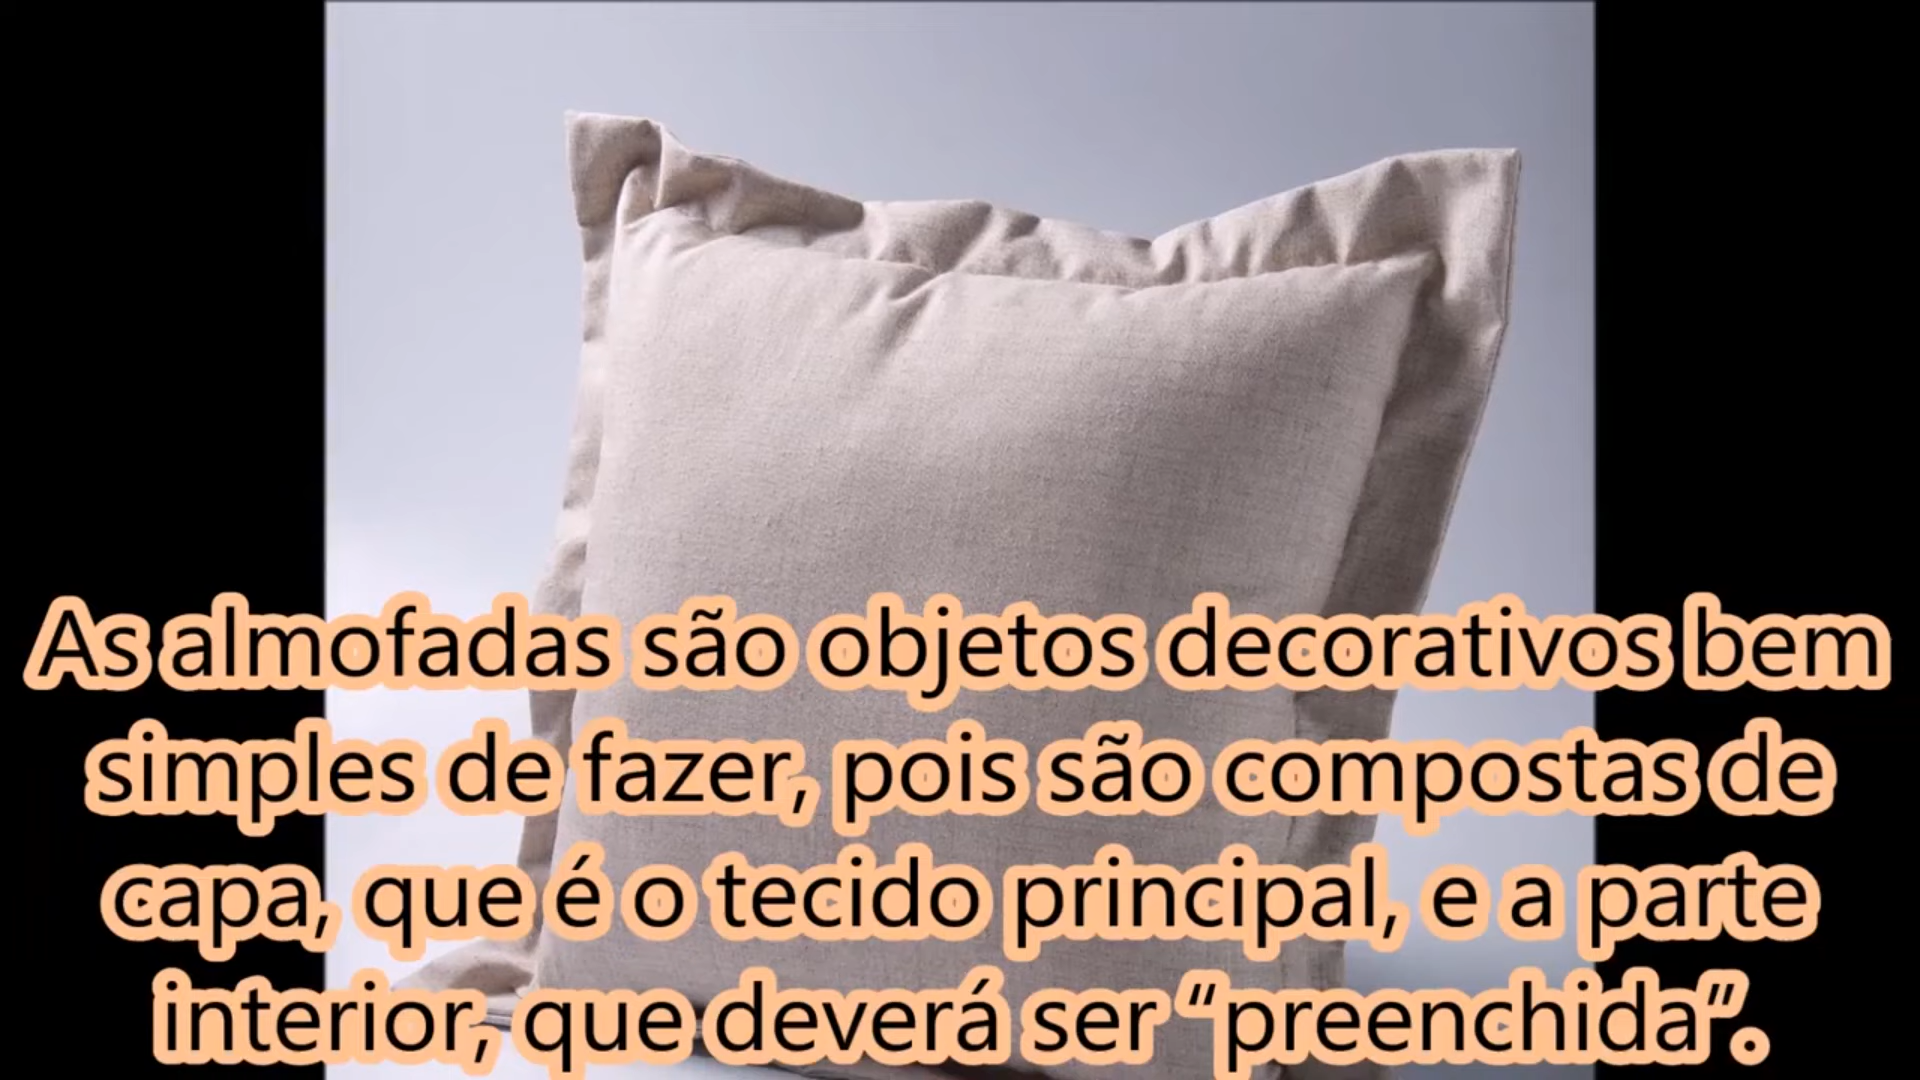 As almofadas são objetos decorativos bem
simples de fazer, pois são compostas de
capa, que é o tecido principal, e a parte
interior, que deverá ser “preenchida”.